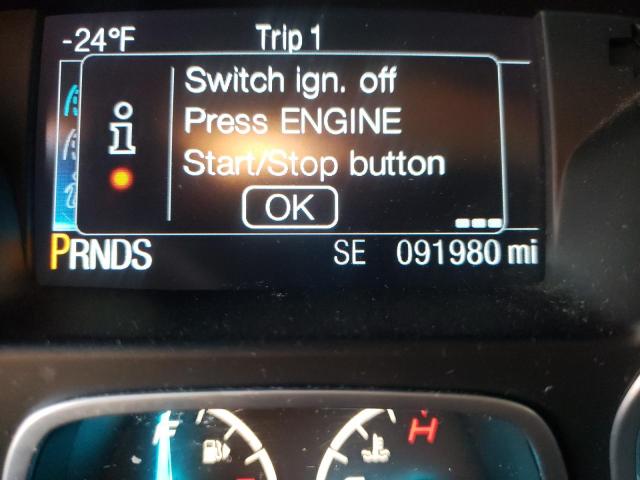 -24°F Trip 1
Switch ign. off
Press ENGINE
Start/Stop button
OK
PRNDS SE 091980 mi
F H